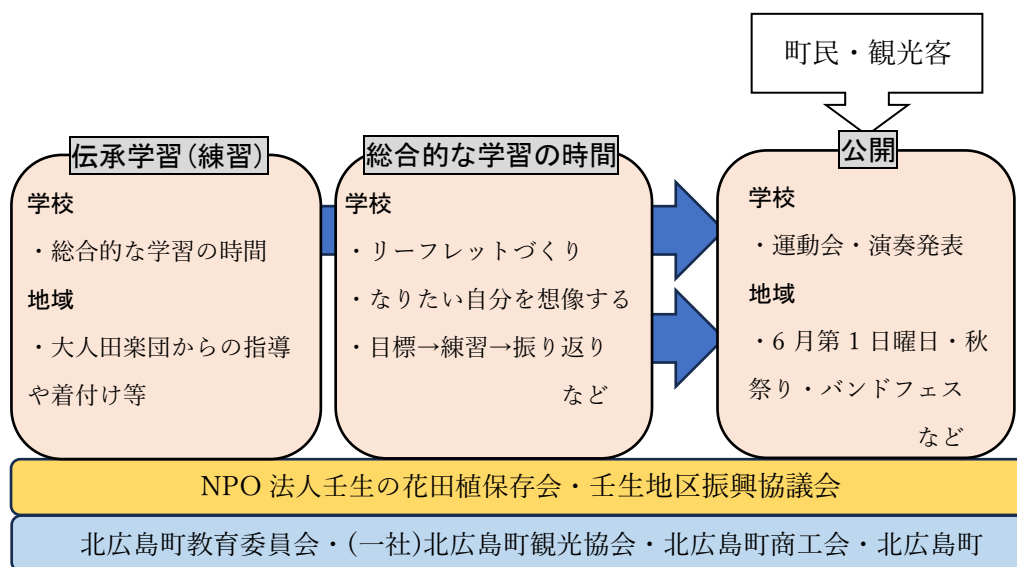 町民・観光客
伝承学習(練習)
学校
・総合的な学習の時間
地域
・大人田楽団からの指導
や着付け等
総合的な学習の時間
学校
・リーフレットづくり
・なりたい自分を想像する
・目標→練習→振り返り
など
公開
学校
・運動会・演奏発表
地域
・6月第1日曜日・秋
祭り・バンドフェス
など
NPO 法人壬生の花田植保存会・壬生地区振興協議会
北広島町教育委員会・(一社)北広島町観光協会・北広島町商工会・北広島町